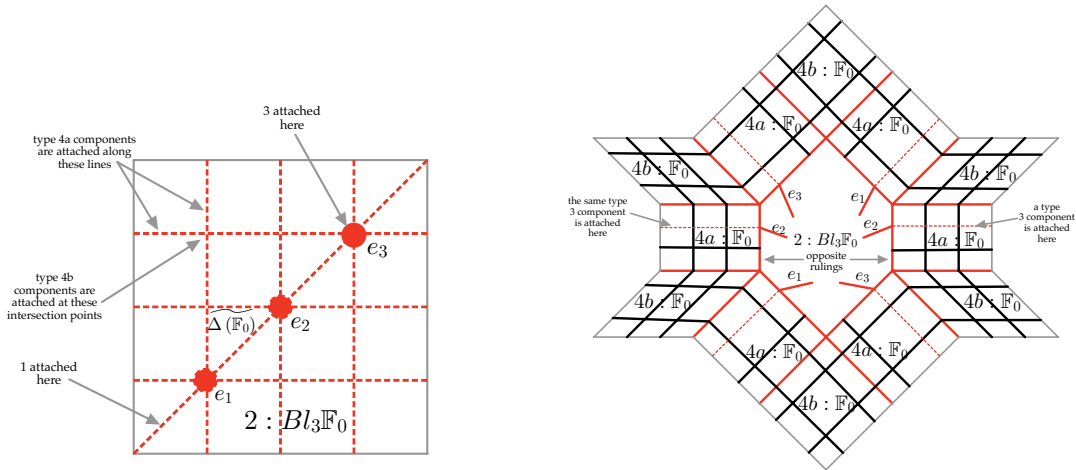 3 attached
here
type 4a components
are attached along
these lines
e₃
type 4b
components are
attached at these
intersection points
e₂
\widetilde{Δ (𝔽₀)}
1 attached
here
e₁
2 : Bl₃𝔽₀
4b : 𝔽₀
4a : 𝔽₀
4a : 𝔽₀
4b : 𝔽₀
4b : 𝔽₀
e₃
e₁
the same type
3 component
is attached
here
e₂
e₂
a type
3 component
is attached
here
4a : 𝔽₀
2 : Bl₃𝔽₀
4a : 𝔽₀
opposite
rulings
e₁
e₃
4b : 𝔽₀
4b : 𝔽₀
4a : 𝔽₀
4a : 𝔽₀
4b : 𝔽₀